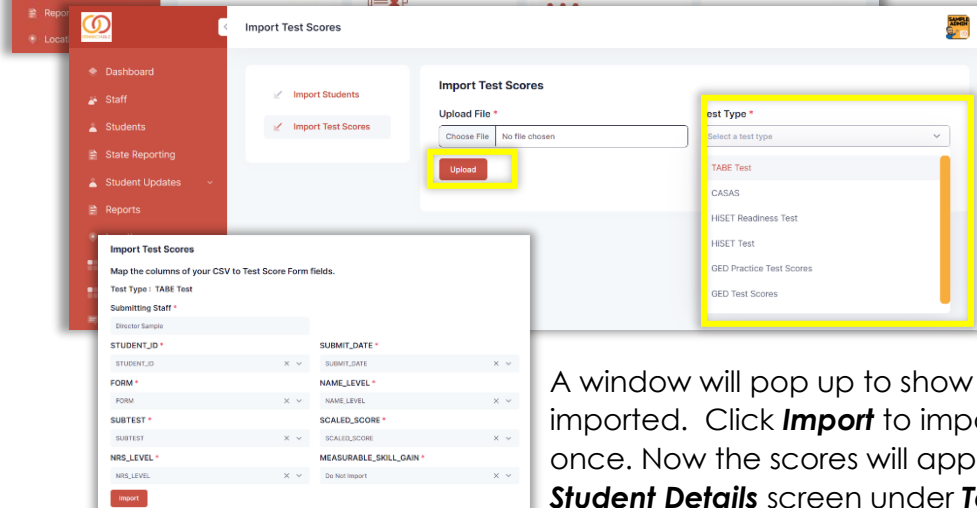 Import Test Scores
Dashboard
Staff
Students
State Reporting
Student Updates
Reports
Import Students
Import Test Scores
Import Test Scores
Upload File *
Choose File No file chosen
Upload
est Type *
Select a test type
TABE Test
CASAS
HiSET Readiness Test
HiSET Test
GED Practice Test Scores
GED Test Scores
Import Test Scores
Map the columns of your CSV to Test Score Form fields.
Test Type : TABE Test
Submitting Staff *
Director Sample
STUDENT_ID * SUBMIT_DATE *
STUDENT_ID SUBMIT_DATE
FORM * NAME_LEVEL *
FORM NAME_LEVEL
SUBTEST * SCALED_SCORE *
SUBTEST SCALED_SCORE
NRS_LEVEL * MEASURABLE_SKILL_GAIN *
NRS_LEVEL Do Not Import
Import
A window will pop up to show
imported. Click Import to impo
once. Now the scores will app
Student Details screen under Te